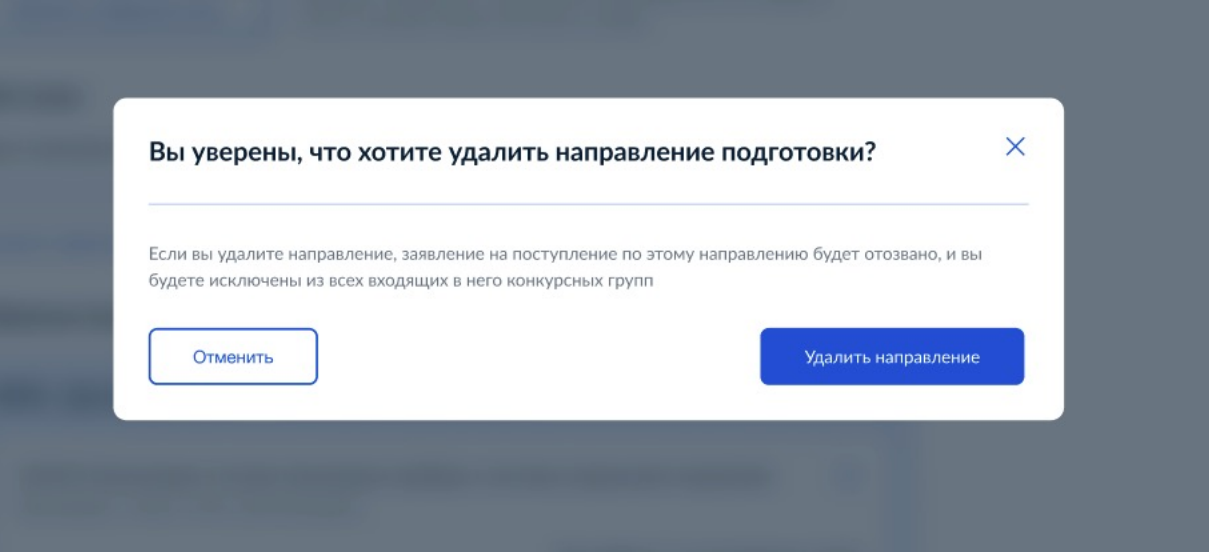 Вы уверены, что хотите удалить направление подготовки?
Если вы удалите направление, заявление на поступление по этому направлению будет отозвано, и вы
будете исключены из всех входящих в него конкурсных групп
Отменить
Удалить направление